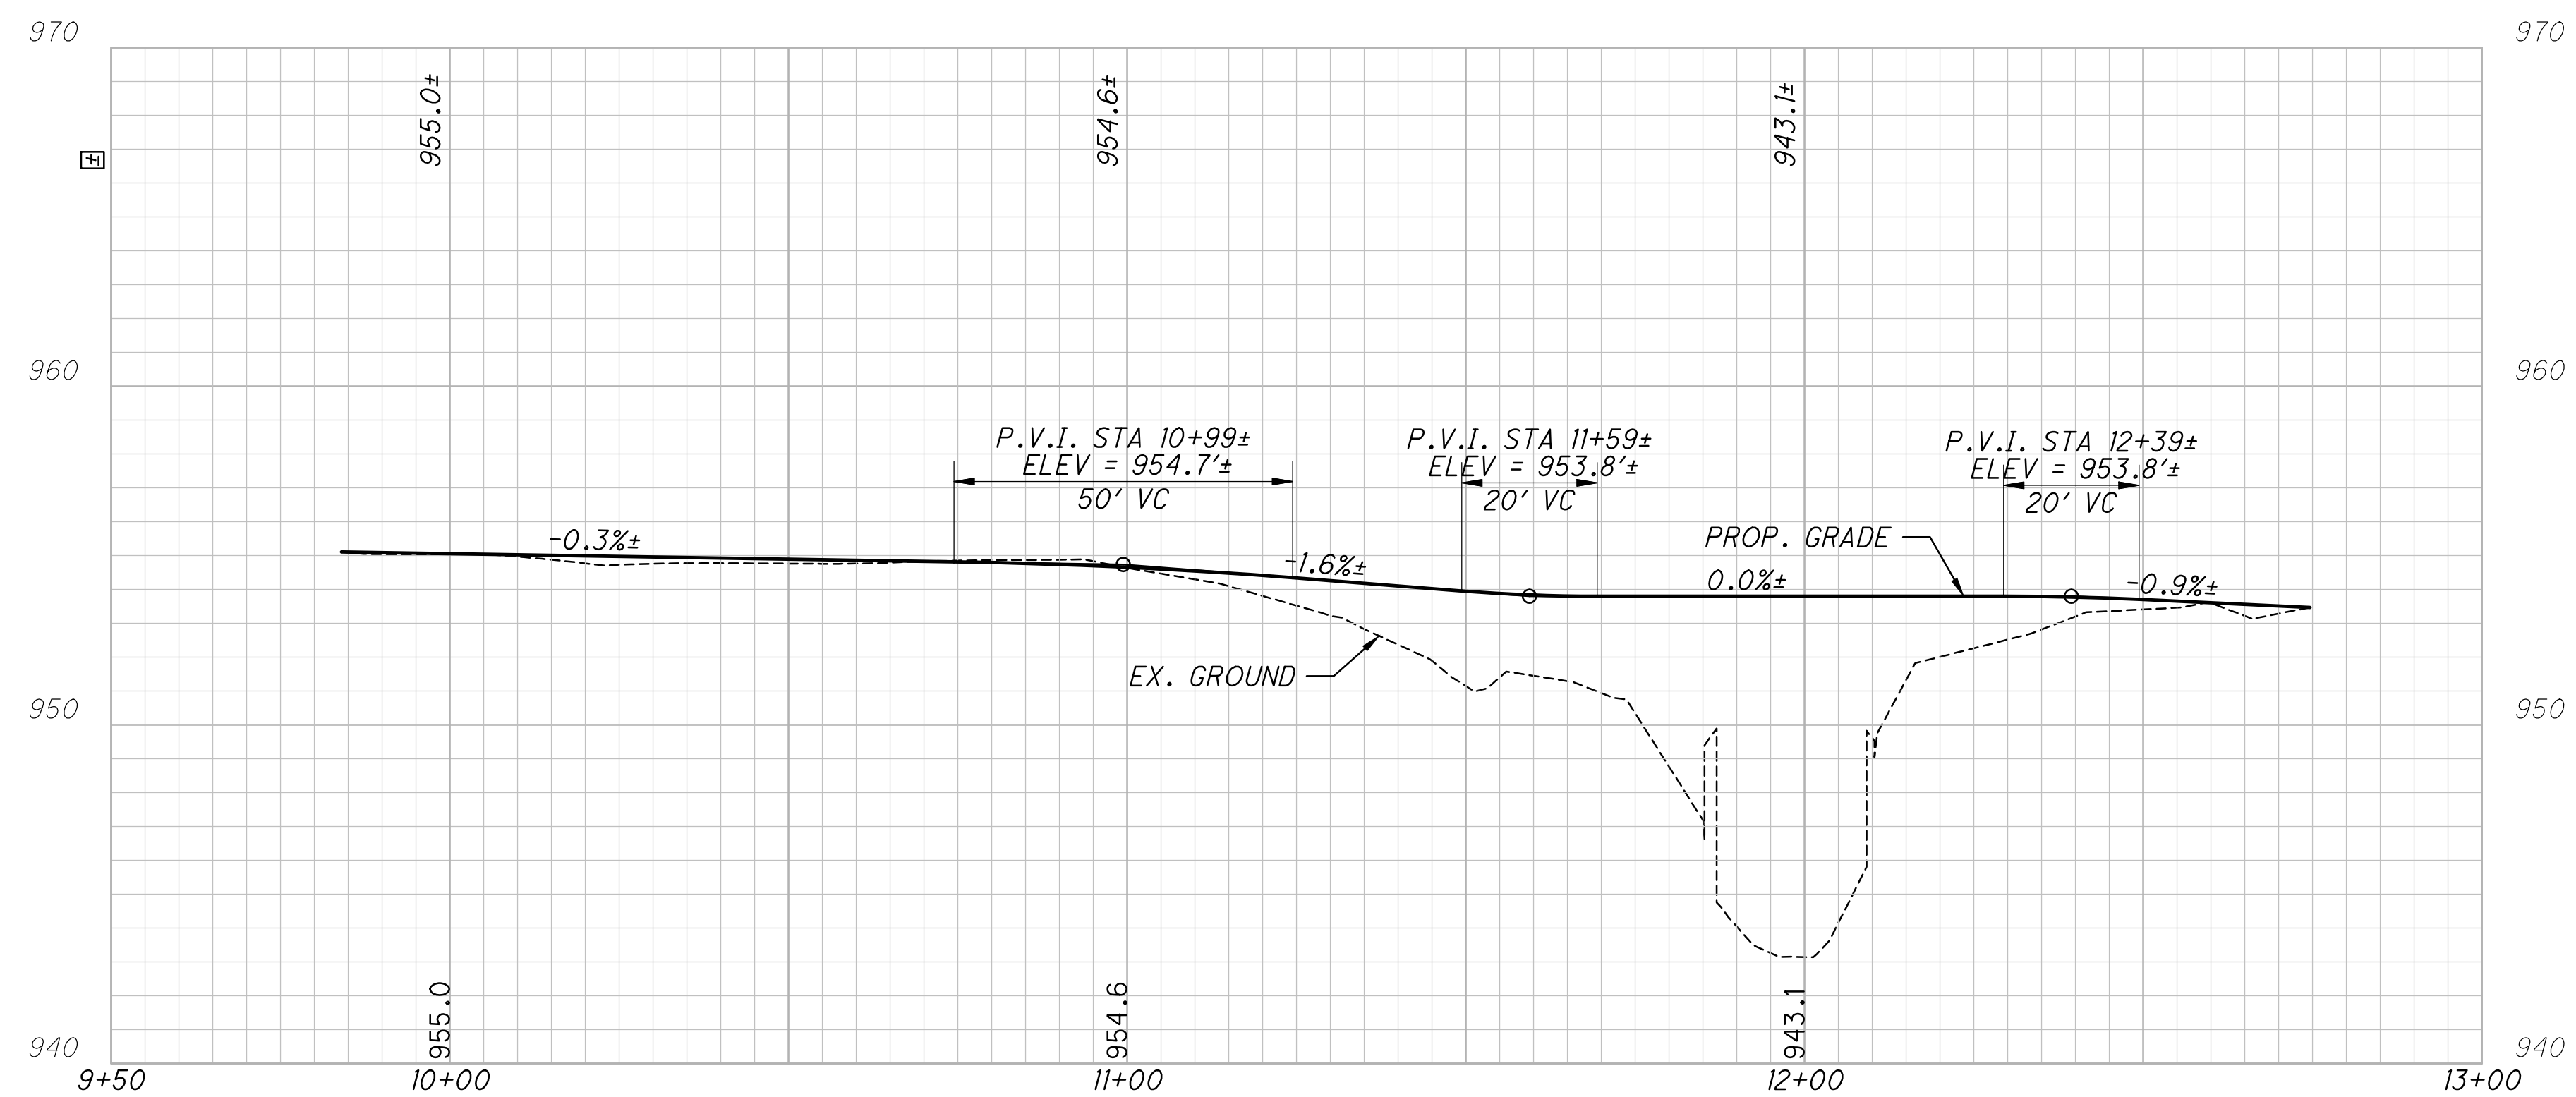 970
970
955.0±
954.6±
943.1±
±
960
960
P.V.I. STA 10+99±
ELEV = 954.7'±
50' VC
P.V.I. STA 11+59±
ELEV = 953.8'±
20' VC
P.V.I. STA 12+39±
ELEV = 953.8'±
20' VC
-0.3%±
-1.6%±
PROP. GRADE
0.0%±
-0.9%±
EX. GROUND
950
950
955.0
954.6
943.1
940
940
9+50
10+00
11+00
12+00
13+00